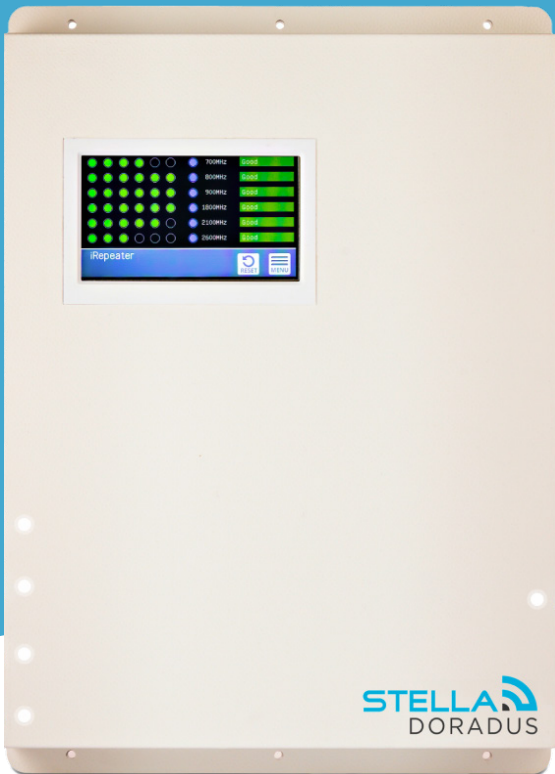 700MHz Good
800MHz Good
900MHz Good
1800MHz Good
2100MHz Good
2600MHz Good
iRepeater
RESET MENU
STELLA
DORADUS